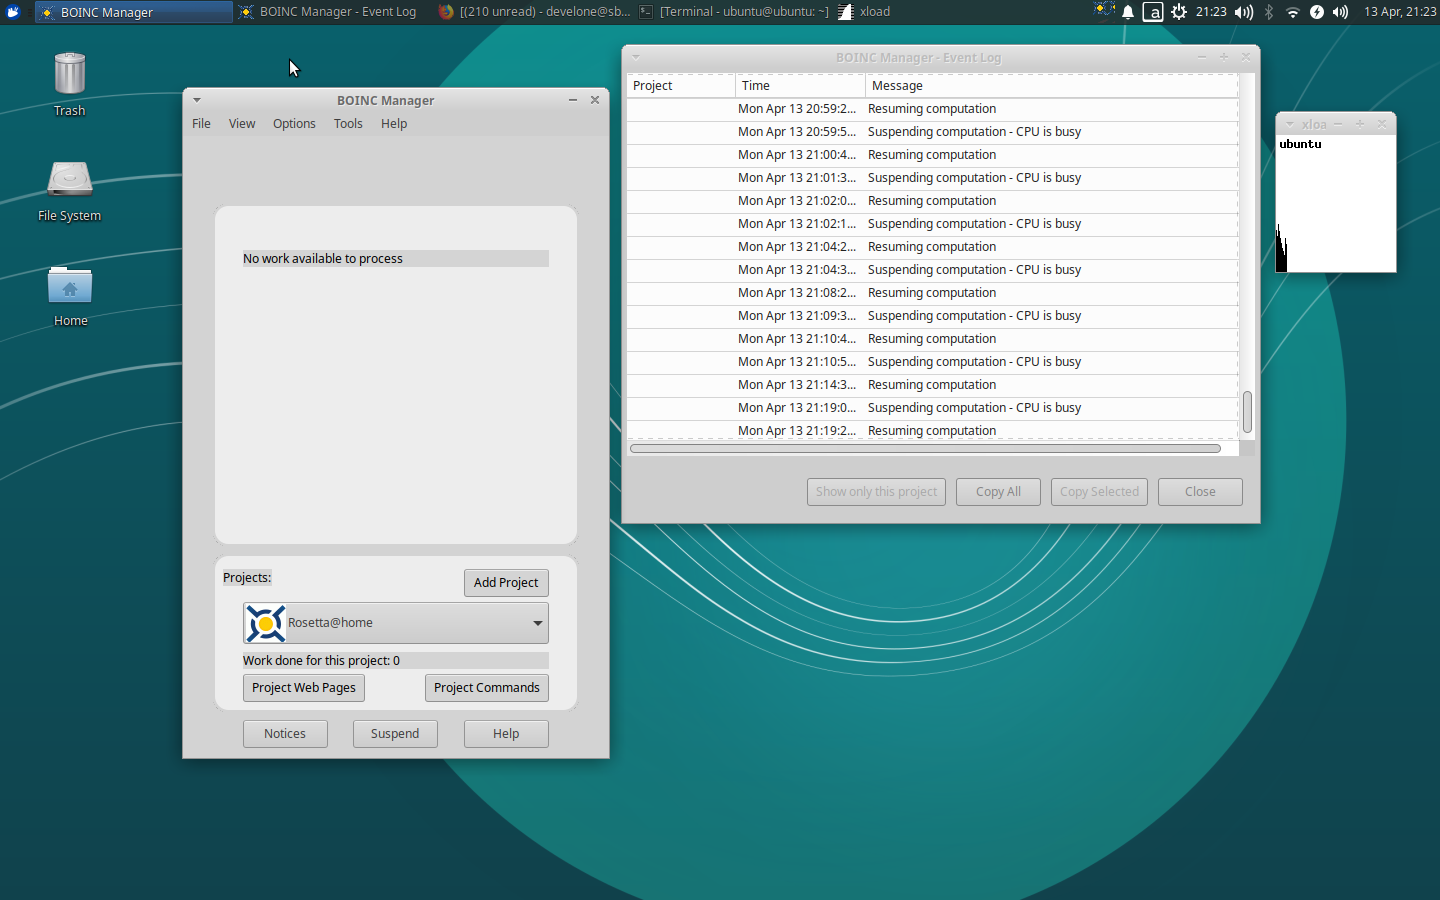 BOINC Manager
BOINC Manager - Event Log
[(210 unread) - develone@sb...
[Terminal - ubuntu@ubuntu: ~]
xload
a
21:23
13 Apr, 21:23
Trash
File System
Home
BOINC Manager
File View Options Tools Help
No work available to process
Projects:
Add Project
Rosetta@home
Work done for this project: 0
Project Web Pages
Project Commands
Notices
Suspend
Help
BOINC Manager - Event Log
Project Time Message
Mon Apr 13 20:59:2... Resuming computation
Mon Apr 13 20:59:5... Suspending computation - CPU is busy
Mon Apr 13 21:00:4... Resuming computation
Mon Apr 13 21:01:3... Suspending computation - CPU is busy
Mon Apr 13 21:02:0... Resuming computation
Mon Apr 13 21:02:1... Suspending computation - CPU is busy
Mon Apr 13 21:04:2... Resuming computation
Mon Apr 13 21:04:3... Suspending computation - CPU is busy
Mon Apr 13 21:08:2... Resuming computation
Mon Apr 13 21:09:3... Suspending computation - CPU is busy
Mon Apr 13 21:10:4... Resuming computation
Mon Apr 13 21:10:5... Suspending computation - CPU is busy
Mon Apr 13 21:14:3... Resuming computation
Mon Apr 13 21:19:0... Suspending computation - CPU is busy
Mon Apr 13 21:19:2... Resuming computation
Show only this project
Copy All
Copy Selected
Close
xloa
ubuntu